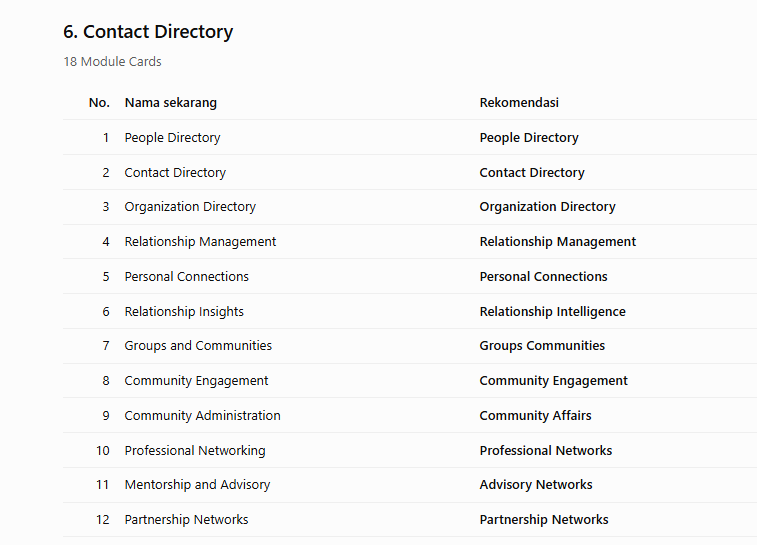 6. Contact Directory
18 Module Cards
No. Nama sekarang Rekomendasi
1 People Directory People Directory
2 Contact Directory Contact Directory
3 Organization Directory Organization Directory
4 Relationship Management Relationship Management
5 Personal Connections Personal Connections
6 Relationship Insights Relationship Intelligence
7 Groups and Communities Groups Communities
8 Community Engagement Community Engagement
9 Community Administration Community Affairs
10 Professional Networking Professional Networks
11 Mentorship and Advisory Advisory Networks
12 Partnership Networks Partnership Networks